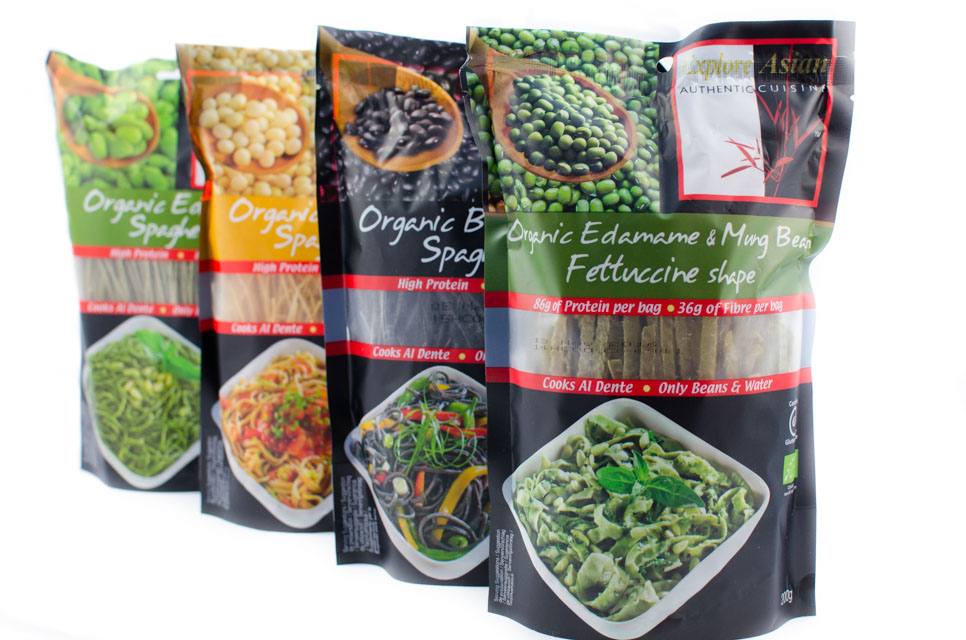 Organic Ed
Spaghe
High Protein
Cooks Al Dente
Organic
Spa
High Protein
Cooks Al Dente
Organic B
Spag
High Protein
Cooks Al Dente
Explore Asian
AUTHENTIC CUISINE
Organic Edamame & Mung Bean
Fettuccine shape
86g of Protein per bag • 36g of Fibre per bag
Cooks Al Dente • Only Beans & Water
200g